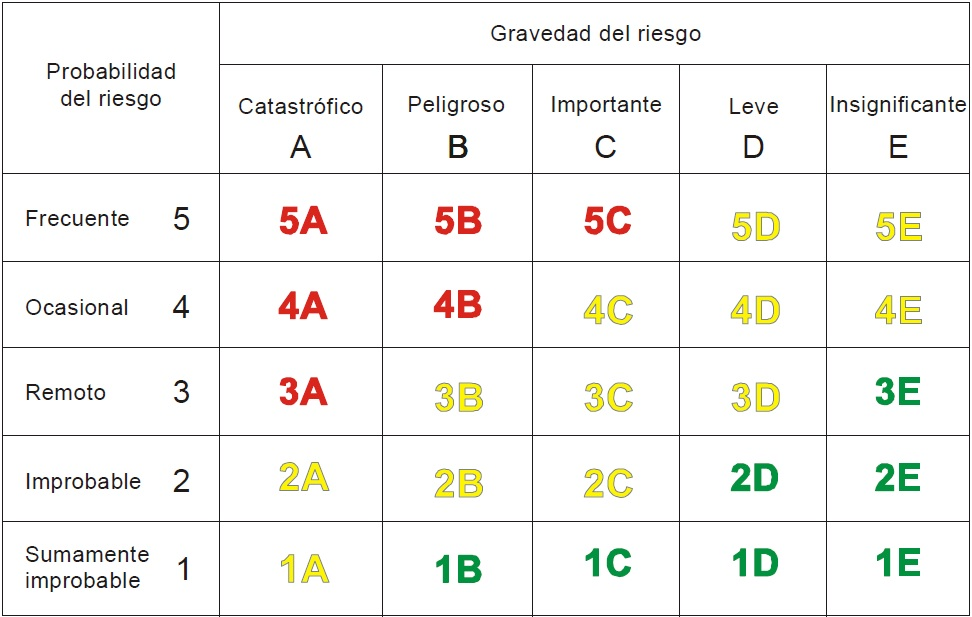 Probabilidad
del riesgo
Gravedad del riesgo
Catastrófico Peligroso Importante Leve Insignificante
A B C D E
Frecuente 5 5A 5B 5C 5D 5E
Ocasional 4 4A 4B 4C 4D 4E
Remoto 3 3A 3B 3C 3D 3E
Improbable 2 2A 2B 2C 2D 2E
Sumamente
improbable 1 1A 1B 1C 1D 1E